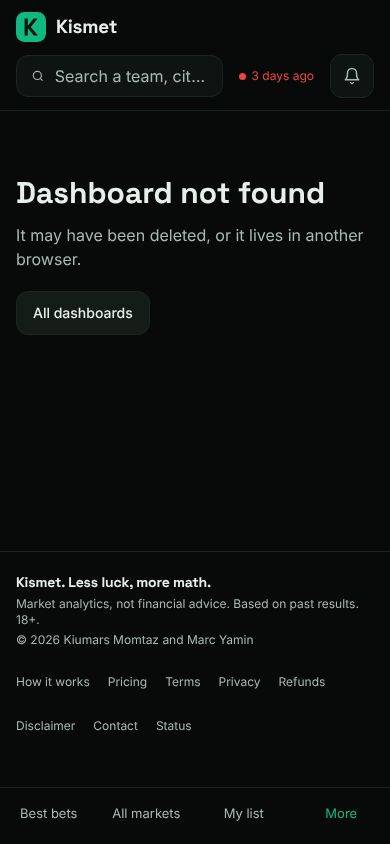 K Kismet
Search a team, cit...
3 days ago
Dashboard not found
It may have been deleted, or it lives in another
browser.
All dashboards
Kismet. Less luck, more math.
Market analytics, not financial advice. Based on past results.
18+.
© 2026 Kiumars Momtaz and Marc Yamin
How it works Pricing Terms Privacy Refunds
Disclaimer Contact Status
Best bets All markets My list More